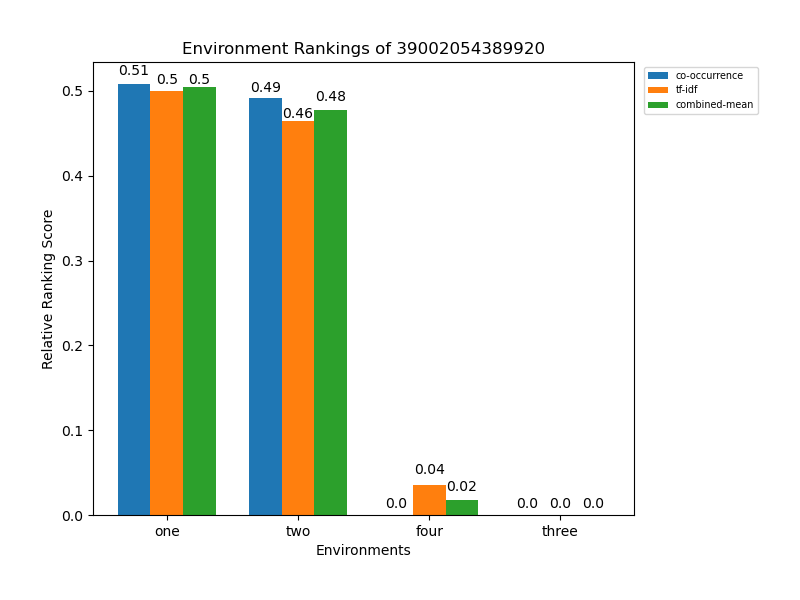 Environment Rankings of 39002054389920
co-occurrence
tf-idf
combined-mean
0.51
0.5
0.5
0.49
0.46
0.48
0.0
0.04
0.02
0.0
0.0
0.0
Relative Ranking Score
0.5
0.4
0.3
0.2
0.1
0.0
one
two
four
three
Environments